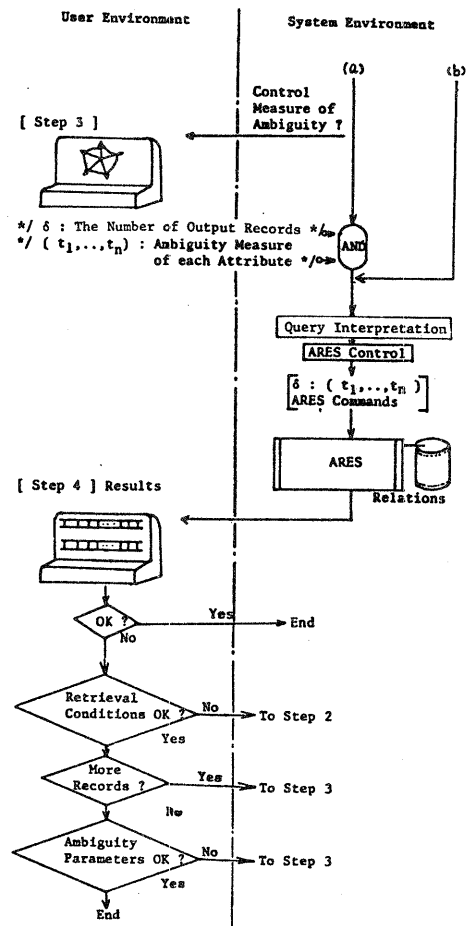 User Environment
System Environment
(a)
(b)
Control
Measure of
Ambiguity ?
[ Step 3 ]
*/ δ : The Number of Output Records */
*/ ( t1,..,tn) : Ambiguity Measure
of each Attribute */
AND
Query Interpretation
ARES Control
δ : ( t1,..,tn )
ARES Commands
ARES
Relations
[ Step 4 ] Results
OK ?
Yes
End
No
Retrieval
Conditions OK ?
No
To Step 2
Yes
More
Records ?
Yes
To Step 3
No
Ambiguity
Parameters OK ?
No
To Step 3
Yes
End